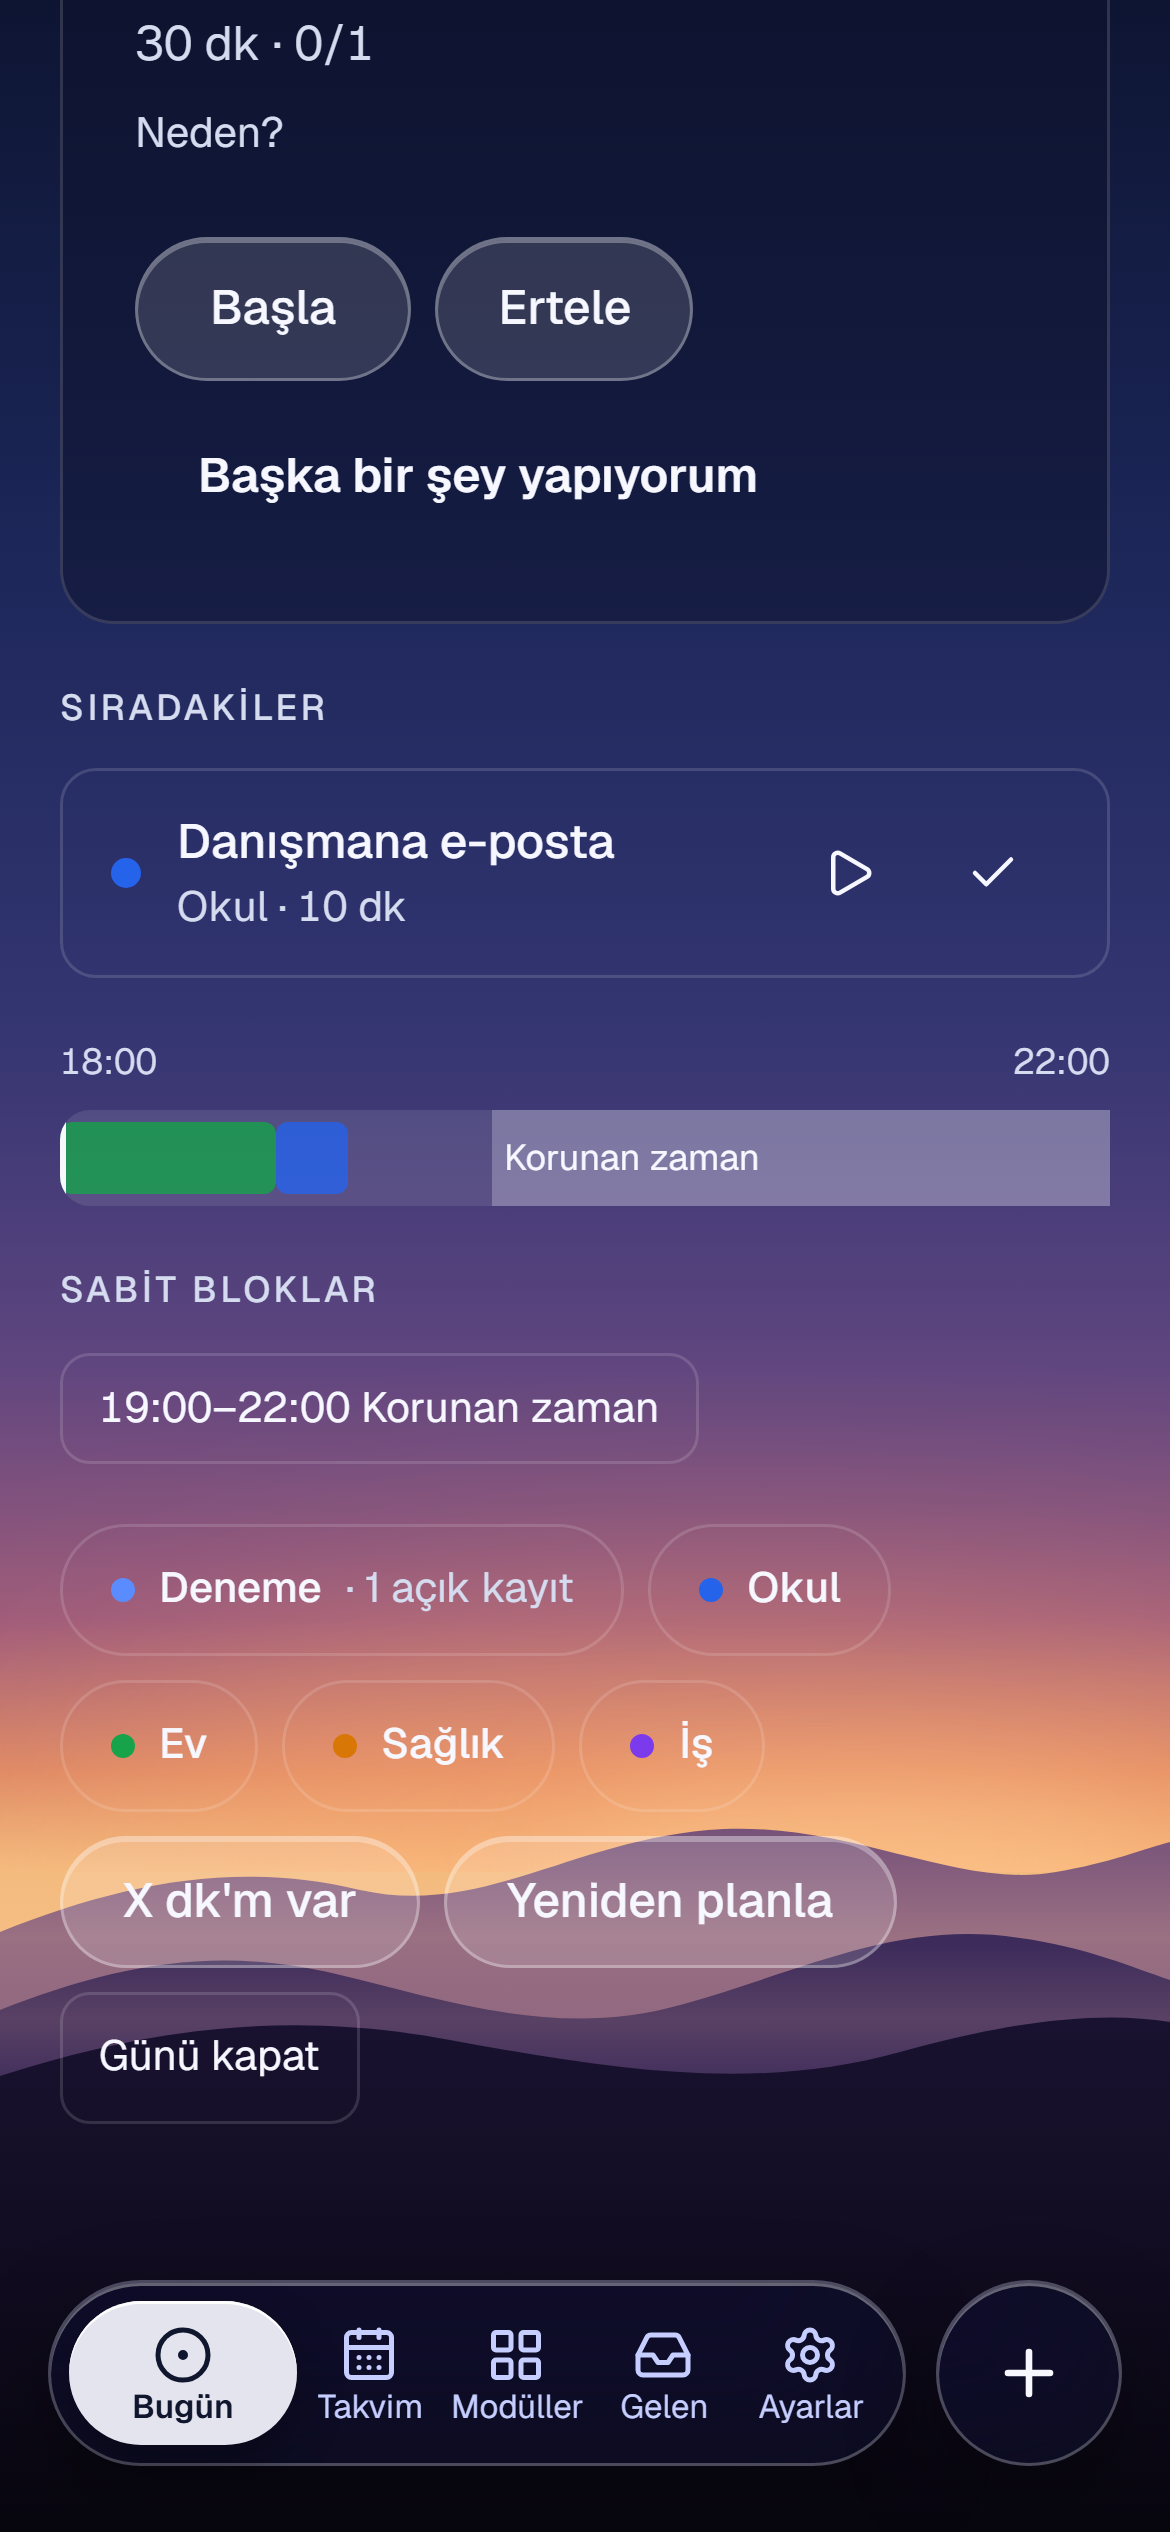 30 dk · 0/1
Neden?
Başla Ertele
Başka bir şey yapıyorum
SIRADAKİLER
Danışmana e-posta
Okul · 10 dk
18:00 22:00
Korunan zaman
SABİT BLOKLAR
19:00–22:00 Korunan zaman
Deneme · 1 açık kayıt Okul
Ev Sağlık İş
X dk'm var Yeniden planla
Günü kapat
Bugün Takvim Modüller Gelen Ayarlar